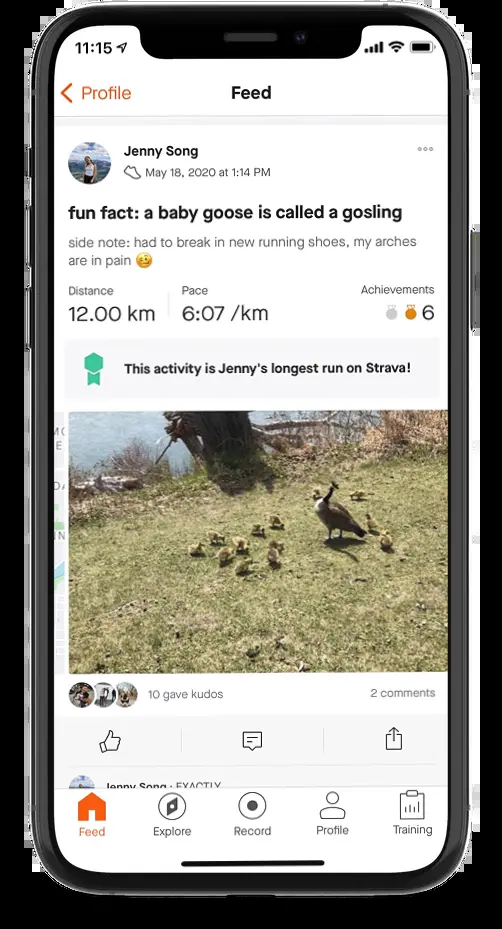 11:15
Profile
Feed
Jenny Song
May 18, 2020 at 1:14 PM
fun fact: a baby goose is called a gosling
side note: had to break in new running shoes, my arches
are in pain 🥴
Distance
Pace
Achievements
12.00 km
6:07 /km
6
This activity is Jenny's longest run on Strava!
10 gave kudos
2 comments
Jenny Song · EXACTLY
Feed
Explore
Record
Profile
Training